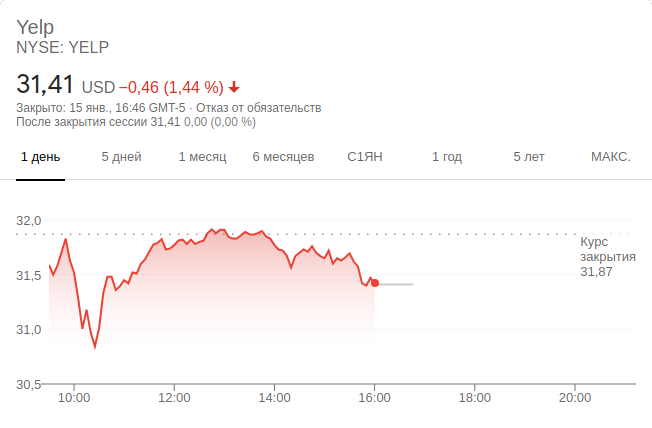 Yelp
NYSE: YELP
31,41 USD −0,46 (1,44 %)
Закрыто: 15 янв., 16:46 GMT-5 · Отказ от обязательств
После закрытия сессии 31,41 0,00 (0,00 %)
1 день 5 дней 1 месяц 6 месяцев С1ЯН 1 год 5 лет МАКС.
32,0
Курс
закрытия
31,87
31,5
31,0
30,5
10:00 12:00 14:00 16:00 18:00 20:00